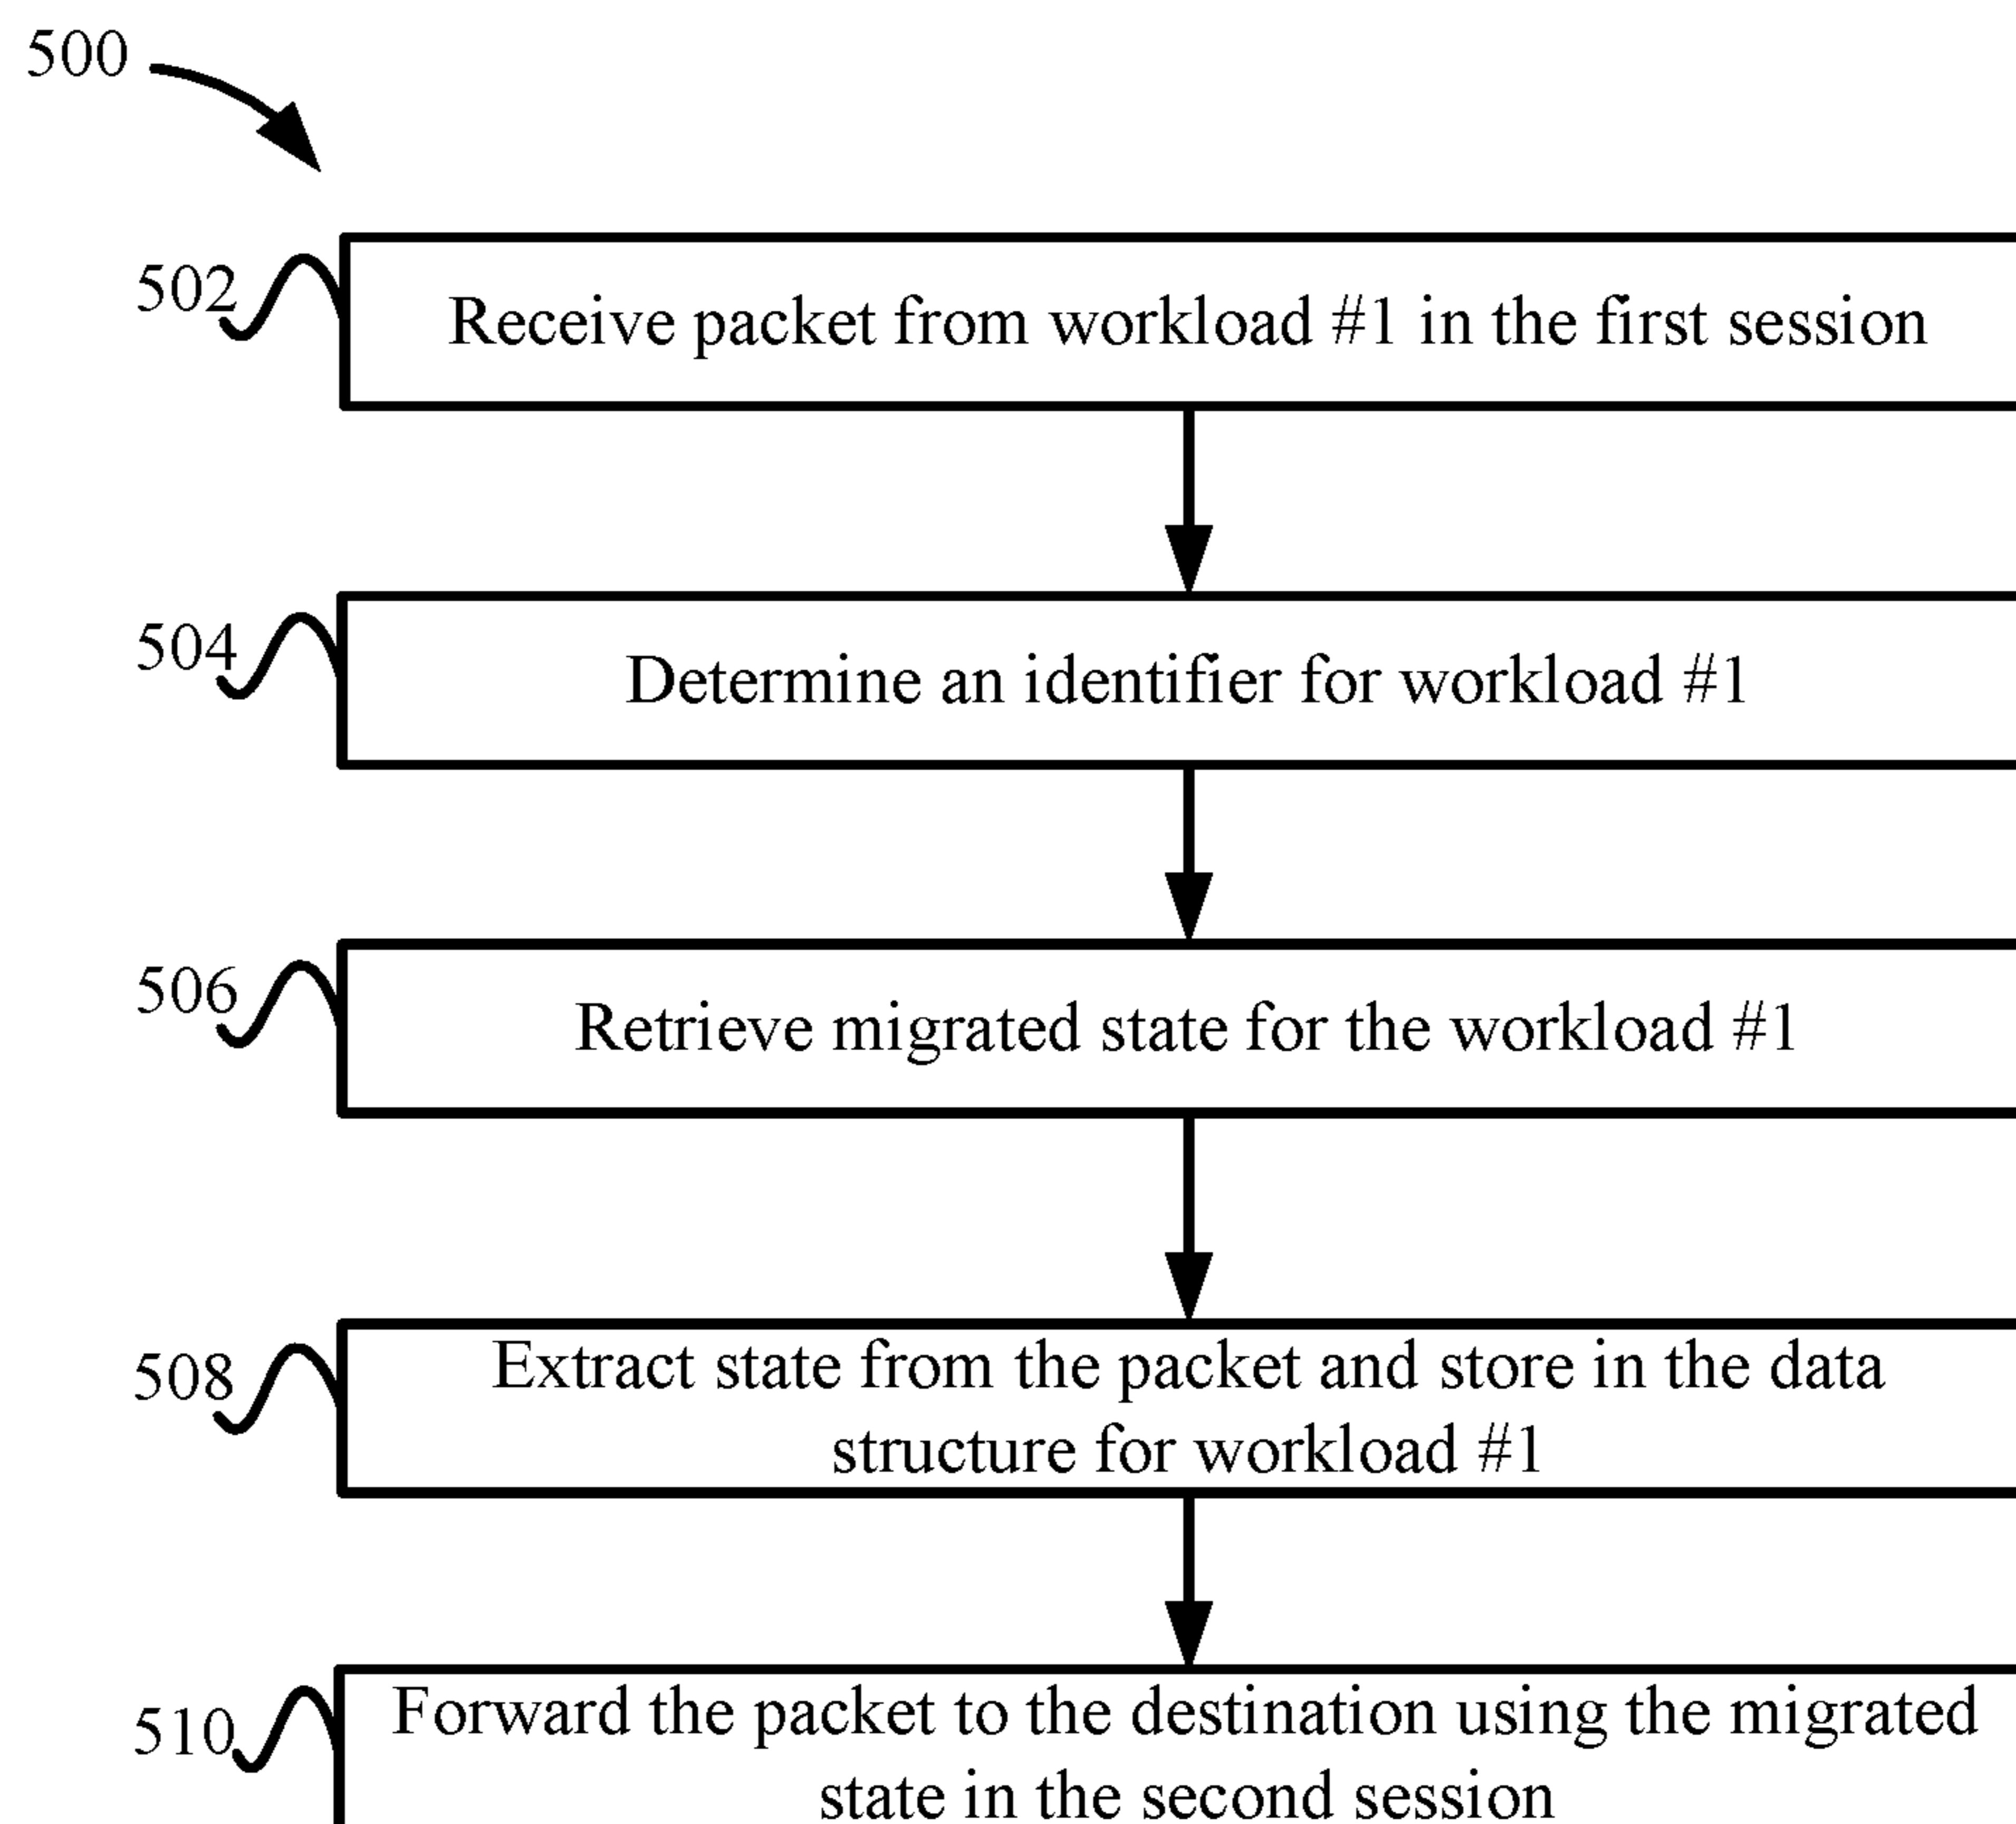 500
502
Receive packet from workload #1 in the first session
504
Determine an identifier for workload #1
506
Retrieve migrated state for the workload #1
508
Extract state from the packet and store in the data
structure for workload #1
510
Forward the packet to the destination using the migrated
state in the second session